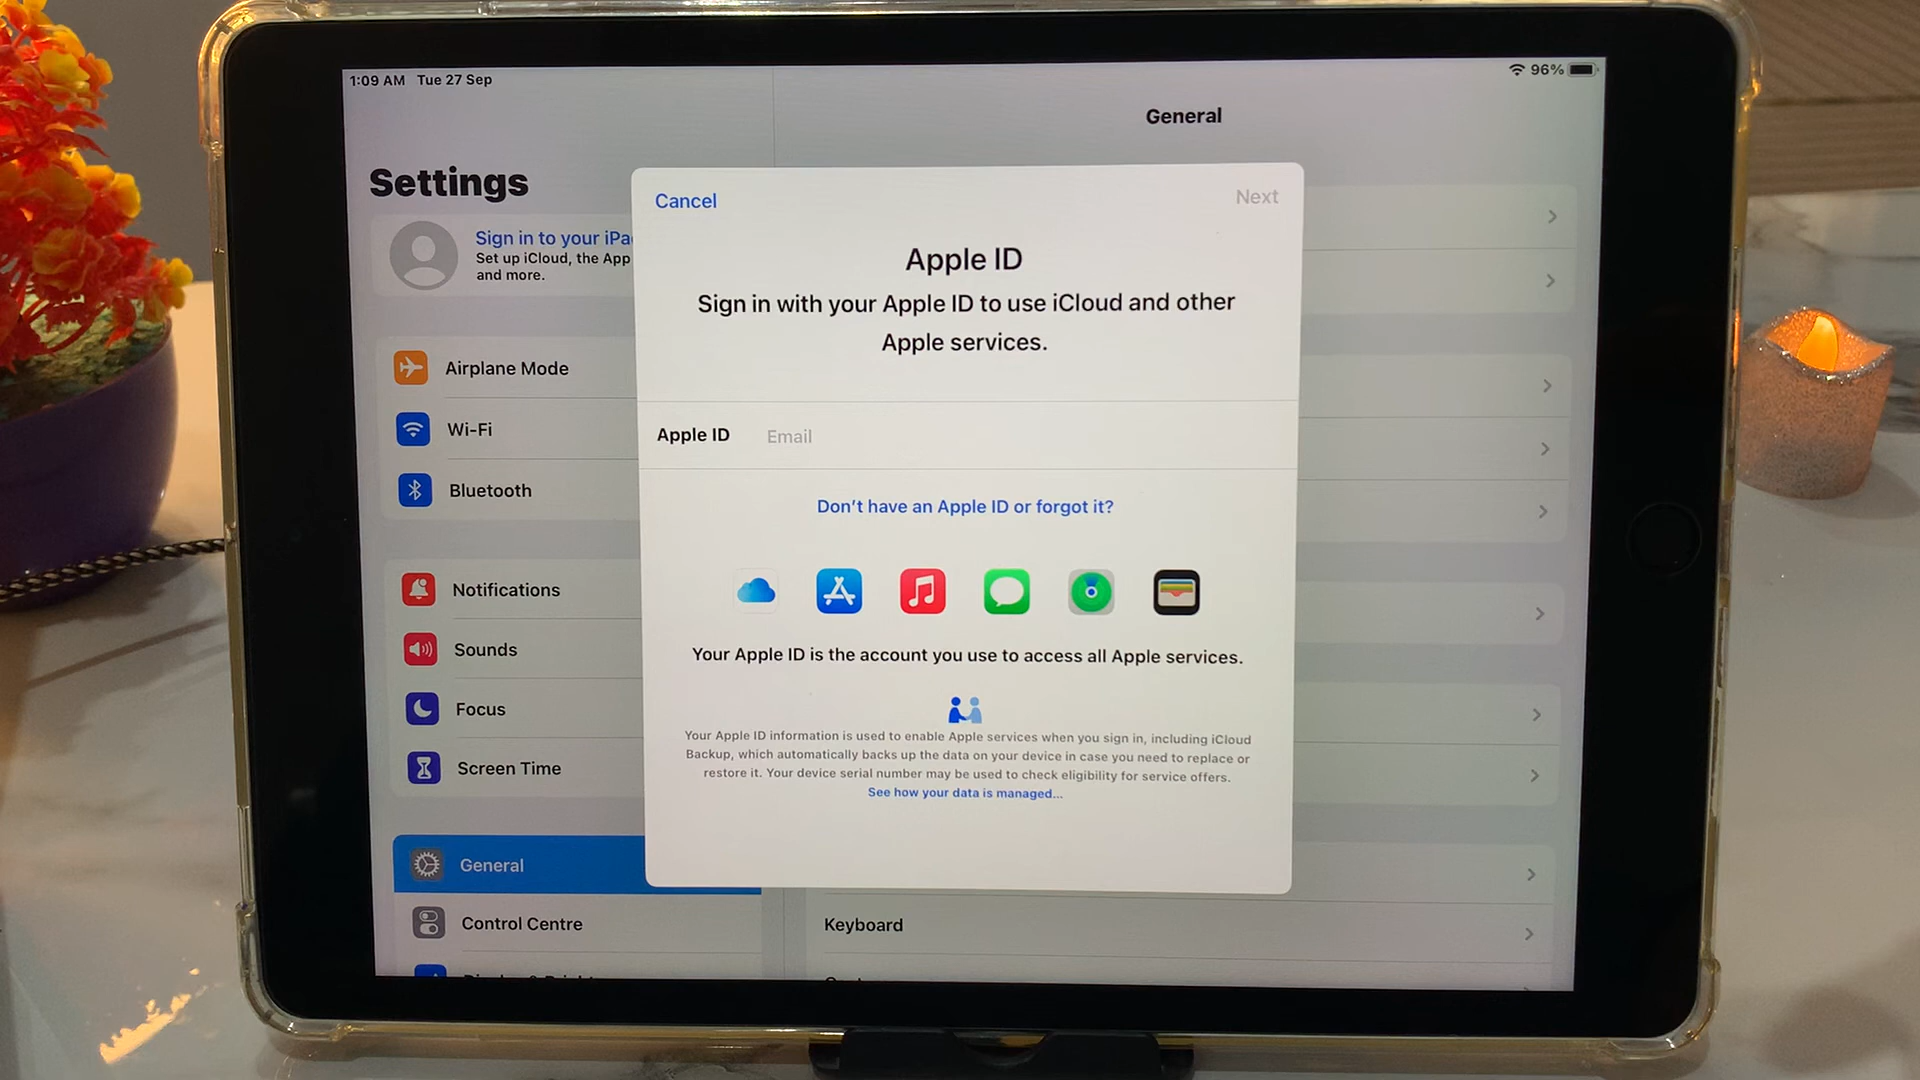 1:09 AM Tue 27 Sep
96%
General
Settings
Sign in to your iPa
Set up iCloud, the App
and more.
Airplane Mode
Wi-Fi
Bluetooth
Notifications
Sounds
Focus
Screen Time
General
Control Centre
Cancel
Next
Apple ID
Sign in with your Apple ID to use iCloud and other
Apple services.
Apple ID Email
Don't have an Apple ID or forgot it?
Your Apple ID is the account you use to access all Apple services.
Your Apple ID information is used to enable Apple services when you sign in, including iCloud
Backup, which automatically backs up the data on your device in case you need to replace or
restore it. Your device serial number may be used to check eligibility for service offers.
See how your data is managed...
Keyboard